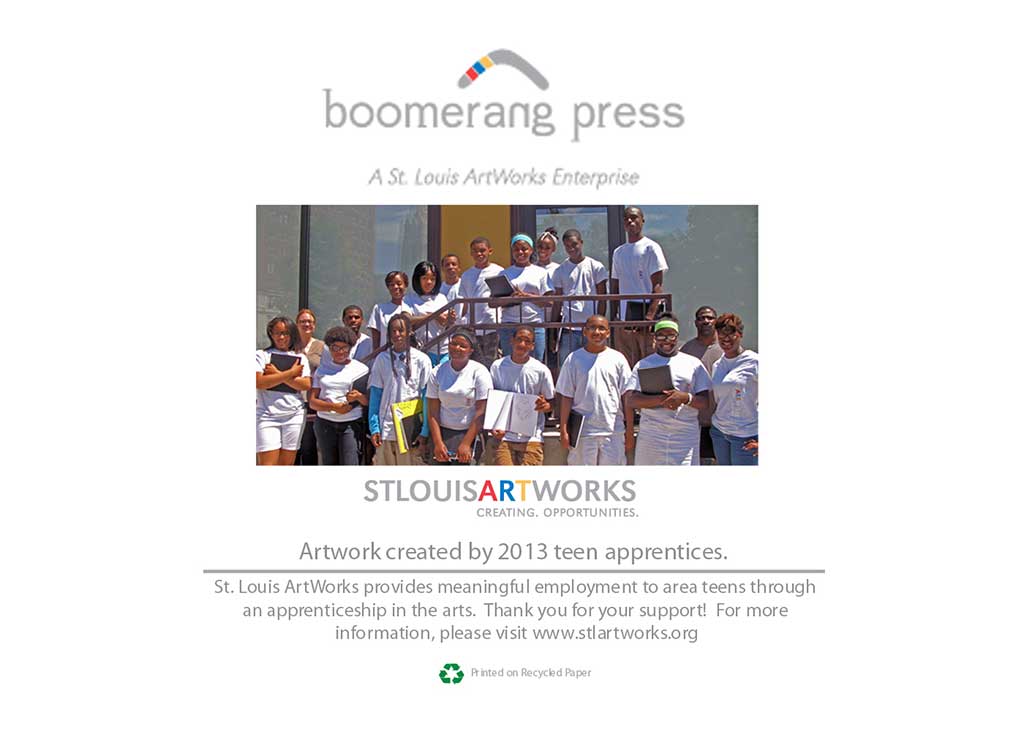 boomerang press
A St. Louis ArtWorks Enterprise
STLOUISARTWORKS
CREATING. OPPORTUNITIES.
Artwork created by 2013 teen apprentices.
St. Louis ArtWorks provides meaningful employment to area teens through
an apprenticeship in the arts.  Thank you for your support!  For more
information, please visit www.stlartworks.org
Printed on Recycled Paper